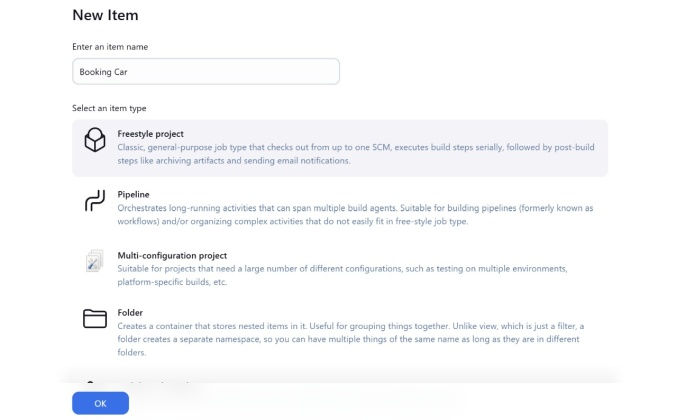 New Item
Enter an item name
Booking Car
Select an item type
Freestyle project
Classic, general-purpose job type that checks out from up to one SCM, executes build steps serially, followed by post-build
steps like archiving artifacts and sending email notifications.
Pipeline
Orchestrates long-running activities that can span multiple build agents. Suitable for building pipelines (formerly known as
workflows) and/or organizing complex activities that do not easily fit in free-style job type.
Multi-configuration project
Suitable for projects that need a large number of different configurations, such as testing on multiple environments,
platform-specific builds, etc.
Folder
Creates a container that stores nested items in it. Useful for grouping things together. Unlike view, which is just a filter, a
folder creates a separate namespace, so you can have multiple things of the same name as long as they are in different
folders.
OK